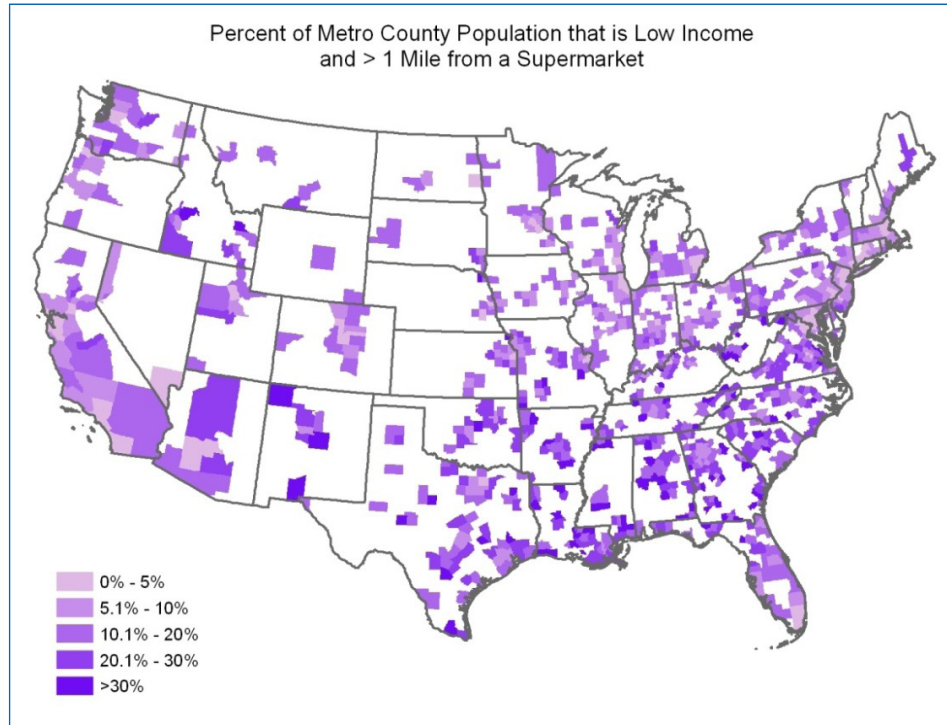 Percent of Metro County Population that is Low Income
and > 1 Mile from a Supermarket
0% - 5%
5.1% - 10%
10.1% - 20%
20.1% - 30%
>30%